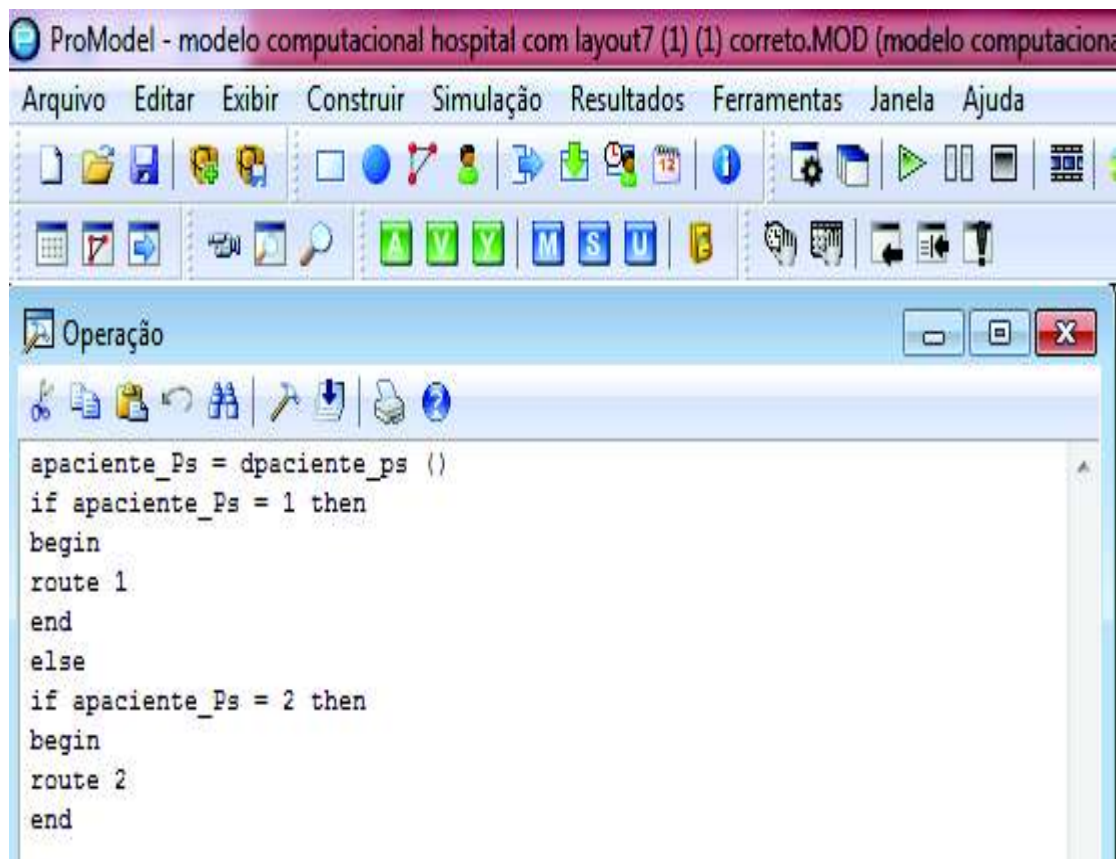 ProModel - modelo computacional hospital com layout7 (1) (1) correto.MOD (modelo computaciona
Arquivo Editar Exibir Construir Simulação Resultados Ferramentas Janela Ajuda
12
A V Y M S U
Operação
apaciente_Ps = dpaciente_ps ()
if apaciente_Ps = 1 then
begin
route 1
end
else
if apaciente_Ps = 2 then
begin
route 2
end